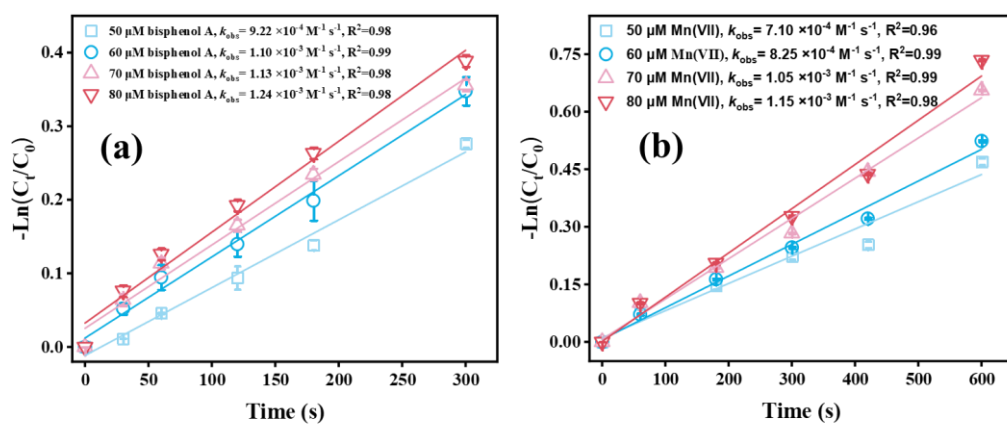 50 μM bisphenol A, kobs= 9.22 ×10⁻⁴ M⁻¹ s⁻¹, R²=0.98
60 μM bisphenol A, kobs= 1.10 ×10⁻³ M⁻¹ s⁻¹, R²=0.99
70 μM bisphenol A, kobs= 1.13 ×10⁻³ M⁻¹ s⁻¹, R²=0.98
80 μM bisphenol A, kobs= 1.24 ×10⁻³ M⁻¹ s⁻¹, R²=0.98
(a)
-Ln(Cₜ/C₀)
0.4
0.3
0.2
0.1
0.0
0 50 100 150 200 250 300
Time (s)
50 μM Mn(VII), kobs= 7.10 ×10⁻⁴ M⁻¹ s⁻¹, R²=0.96
60 μM Mn(VII), kobs= 8.25 ×10⁻⁴ M⁻¹ s⁻¹, R²=0.99
70 μM Mn(VII), kobs= 1.05 ×10⁻³ M⁻¹ s⁻¹, R²=0.99
80 μM Mn(VII), kobs= 1.15 ×10⁻³ M⁻¹ s⁻¹, R²=0.98
(b)
-Ln(Cₜ/C₀)
0.75
0.60
0.45
0.30
0.15
0.00
0 100 200 300 400 500 600
Time (s)